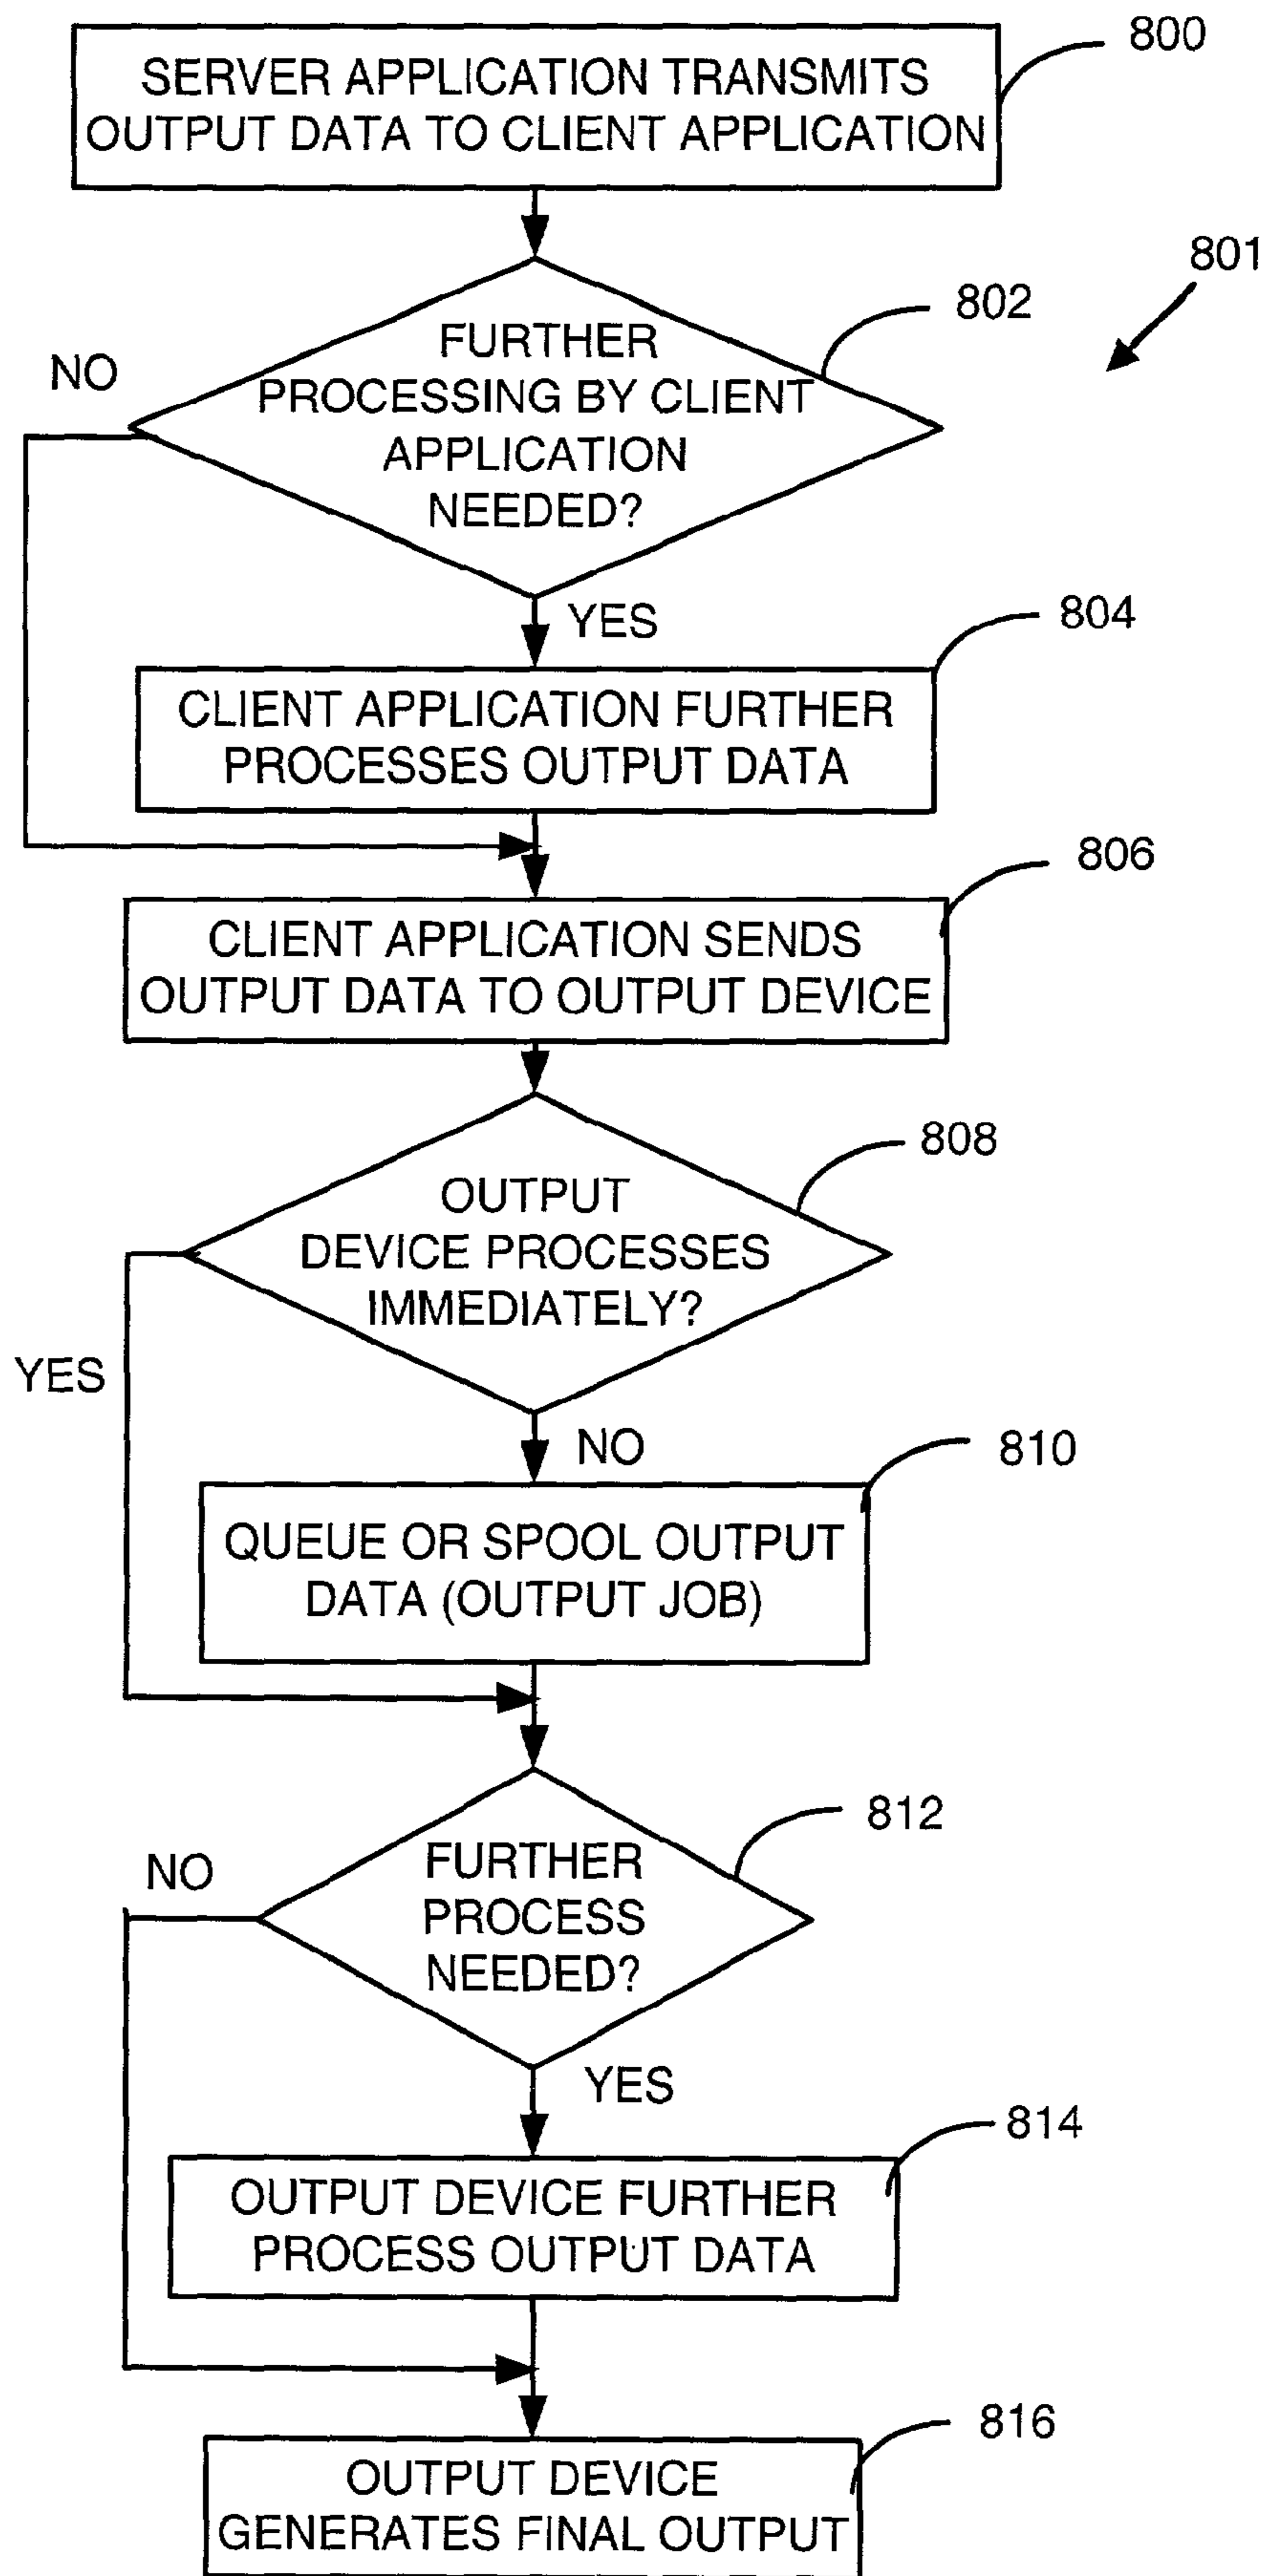 800
SERVER APPLICATION TRANSMITS
OUTPUT DATA TO CLIENT APPLICATION
801
802
NO
FURTHER
PROCESSING BY CLIENT
APPLICATION
NEEDED?
YES
804
CLIENT APPLICATION FURTHER
PROCESSES OUTPUT DATA
806
CLIENT APPLICATION SENDS
OUTPUT DATA TO OUTPUT DEVICE
808
OUTPUT
DEVICE PROCESSES
IMMEDIATELY?
YES
NO
810
QUEUE OR SPOOL OUTPUT
DATA (OUTPUT JOB)
812
NO
FURTHER
PROCESS
NEEDED?
YES
814
OUTPUT DEVICE FURTHER
PROCESS OUTPUT DATA
816
OUTPUT DEVICE
GENERATES FINAL OUTPUT